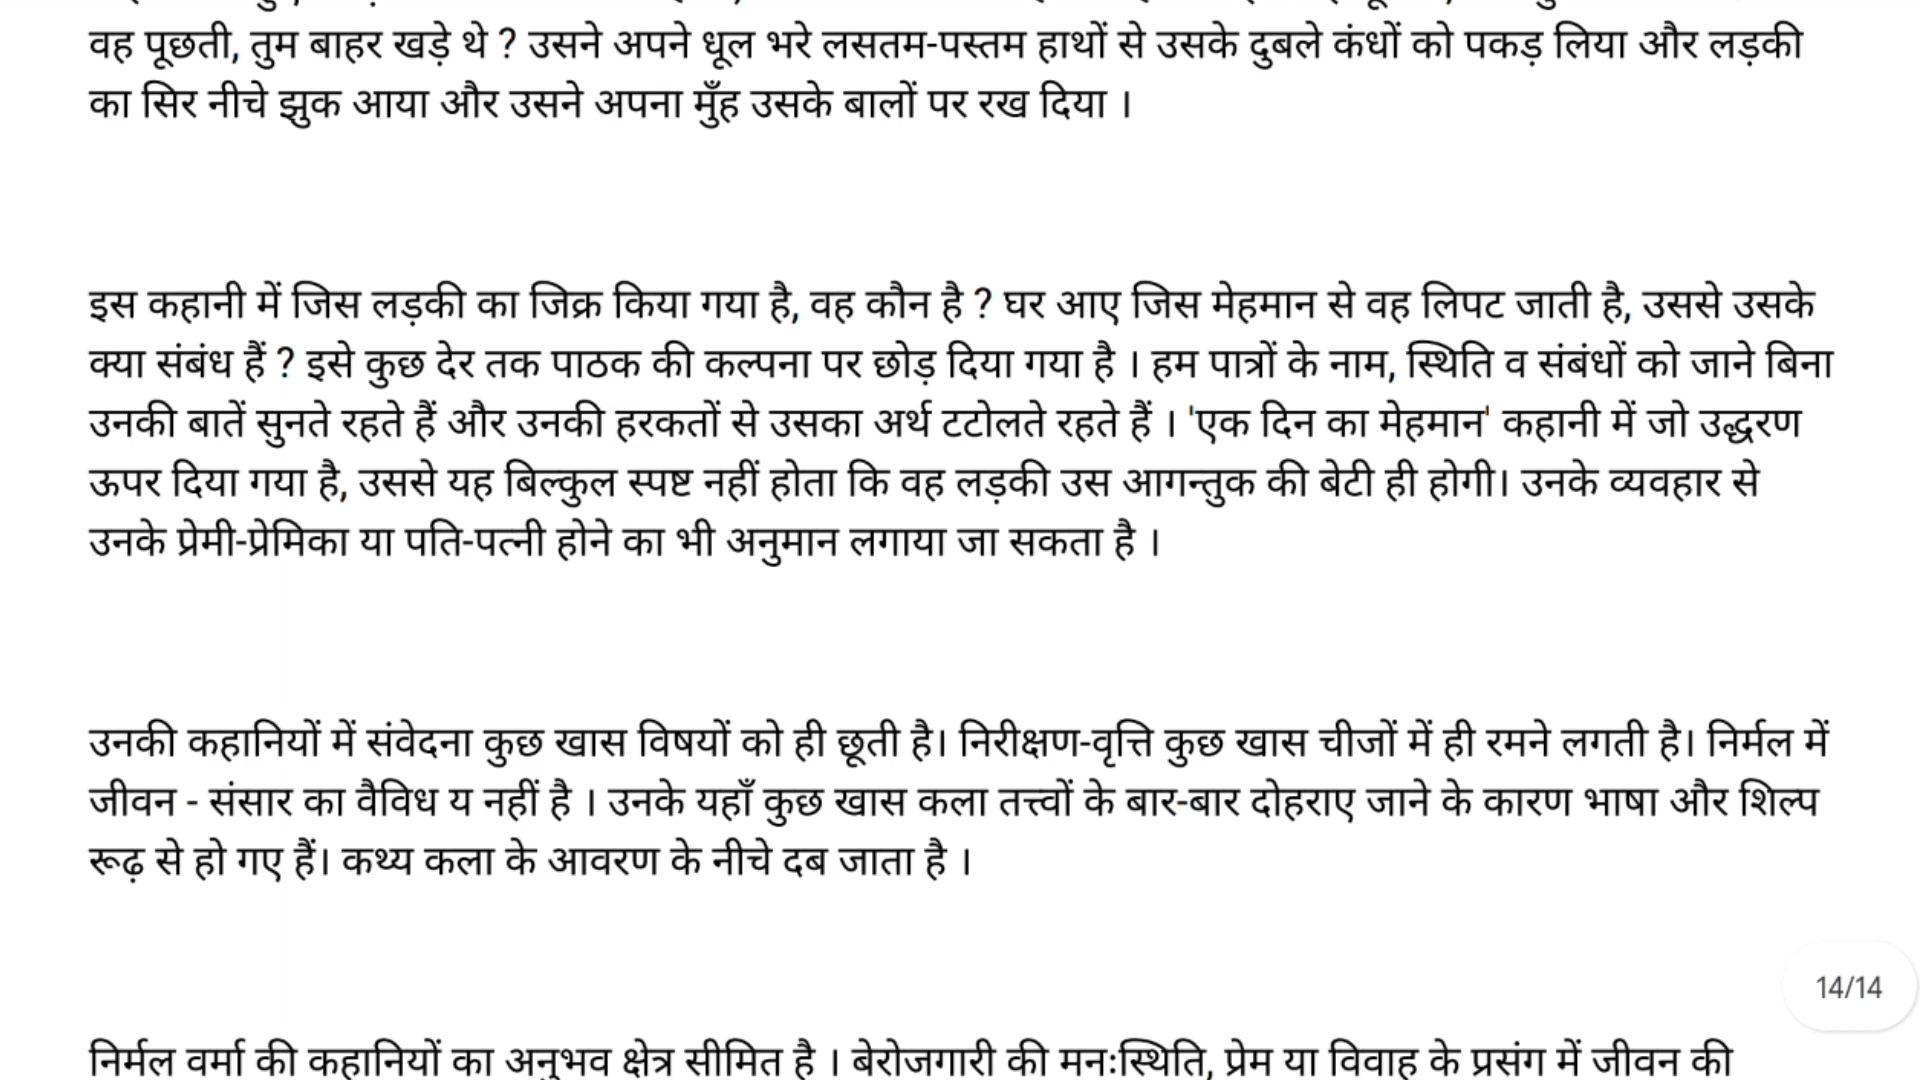 वह पूछती, तुम बाहर खड़े थे ? उसने अपने धूल भरे लसतम-पस्तम हाथों से उसके दुबले कंधों को पकड़ लिया और लड़की
का सिर नीचे झुक आया और उसने अपना मुँह उसके बालों पर रख दिया ।
इस कहानी में जिस लड़की का जिक्र किया गया है, वह कौन है ? घर आए जिस मेहमान से वह लिपट जाती है, उससे उसके
क्या संबंध हैं ? इसे कुछ देर तक पाठक की कल्पना पर छोड़ दिया गया है । हम पात्रों के नाम, स्थिति व संबंधों को जाने बिना
उनकी बातें सुनते रहते हैं और उनकी हरकतों से उसका अर्थ टटोलते रहते हैं । 'एक दिन का मेहमान' कहानी में जो उद्धरण
ऊपर दिया गया है, उससे यह बिल्कुल स्पष्ट नहीं होता कि वह लड़की उस आगन्तुक की बेटी ही होगी। उनके व्यवहार से
उनके प्रेमी-प्रेमिका या पति-पत्नी होने का भी अनुमान लगाया जा सकता है ।
उनकी कहानियों में संवेदना कुछ खास विषयों को ही छूती है। निरीक्षण-वृत्ति कुछ खास चीजों में ही रमने लगती है। निर्मल में
जीवन - संसार का वैविध य नहीं है । उनके यहाँ कुछ खास कला तत्त्वों के बार-बार दोहराए जाने के कारण भाषा और शिल्प
रूढ़ से हो गए हैं। कथ्य कला के आवरण के नीचे दब जाता है ।
14/14
निर्मल वर्मा की कहानियों का अनुभव क्षेत्र सीमित है । बेरोजगारी की मनःस्थिति, प्रेम या विवाह के प्रसंग में जीवन की